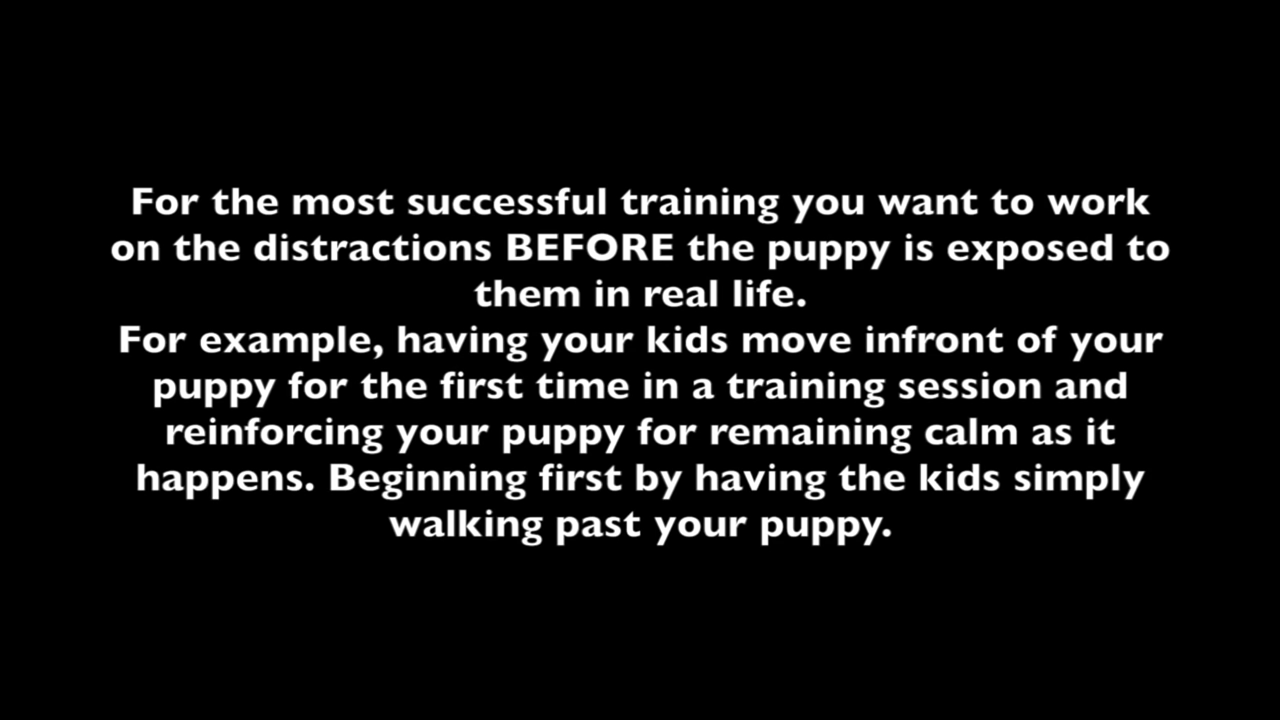 For the most successful training you want to work
on the distractions BEFORE the puppy is exposed to
them in real life.
For example, having your kids move infront of your
puppy for the first time in a training session and
reinforcing your puppy for remaining calm as it
happens. Beginning first by having the kids simply
walking past your puppy.